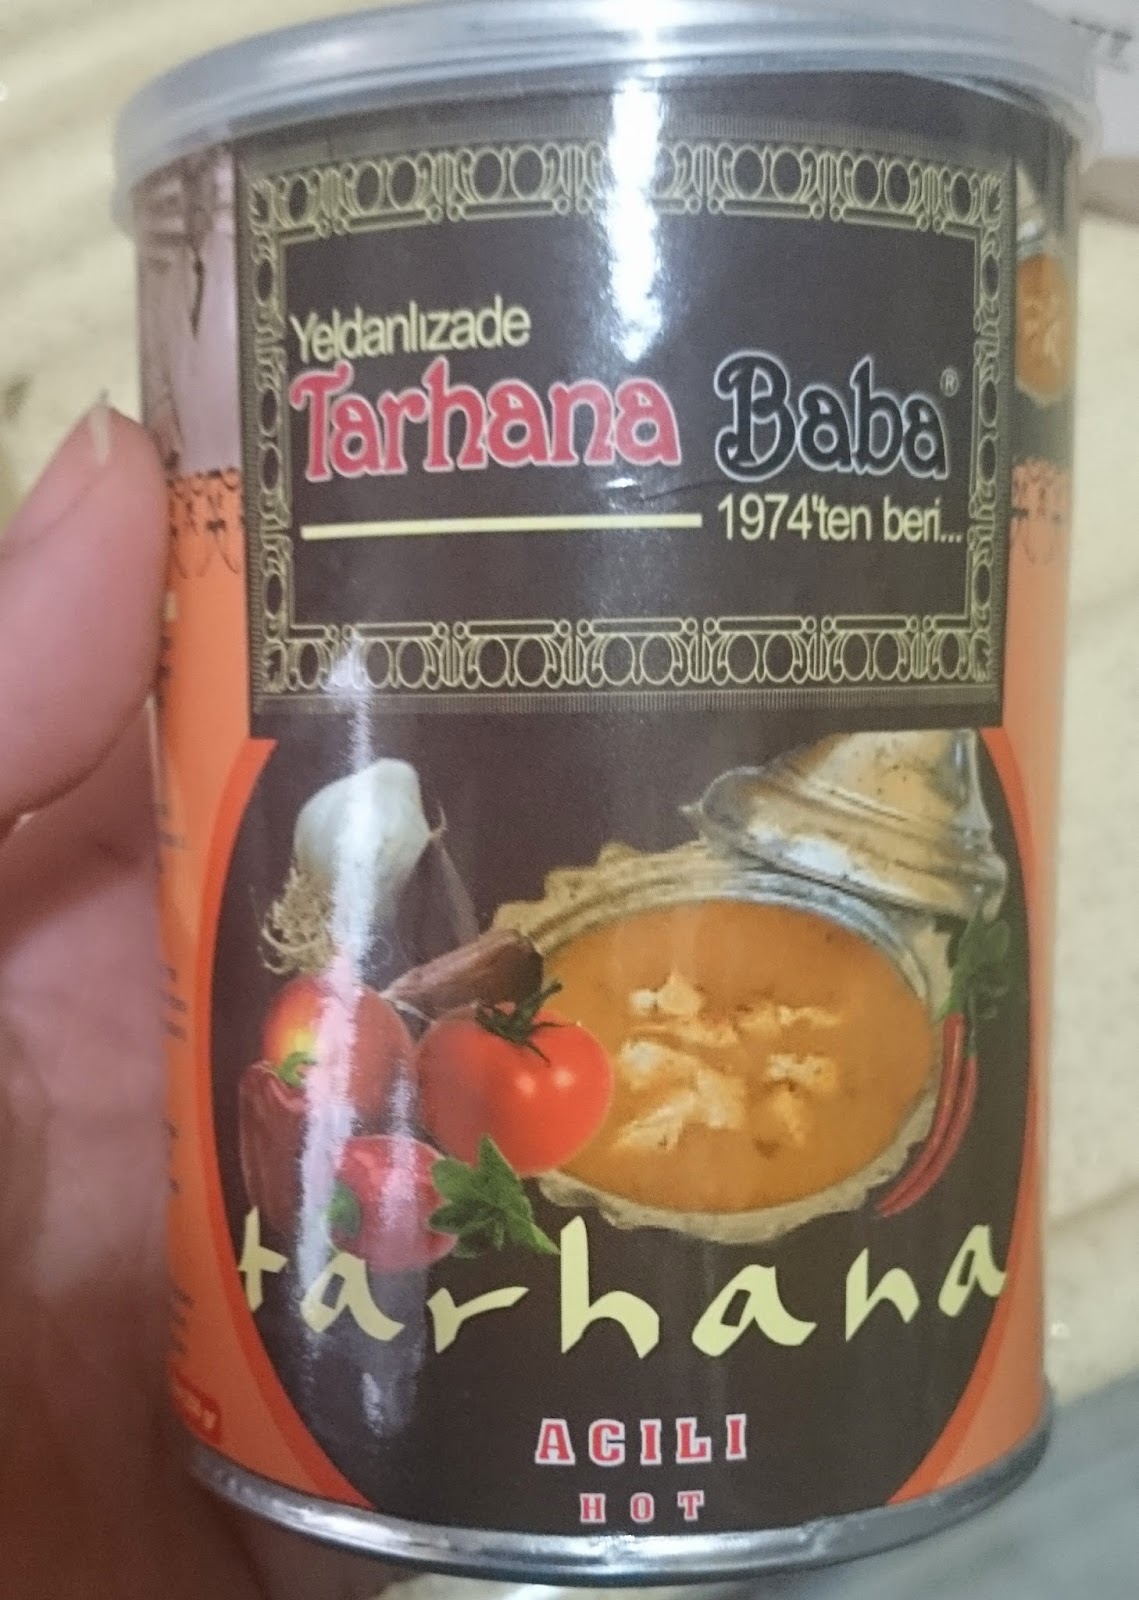 Yeldanlızade
Tarhana Baba®
1974'ten beri...
tarhana
ACILI
HOT